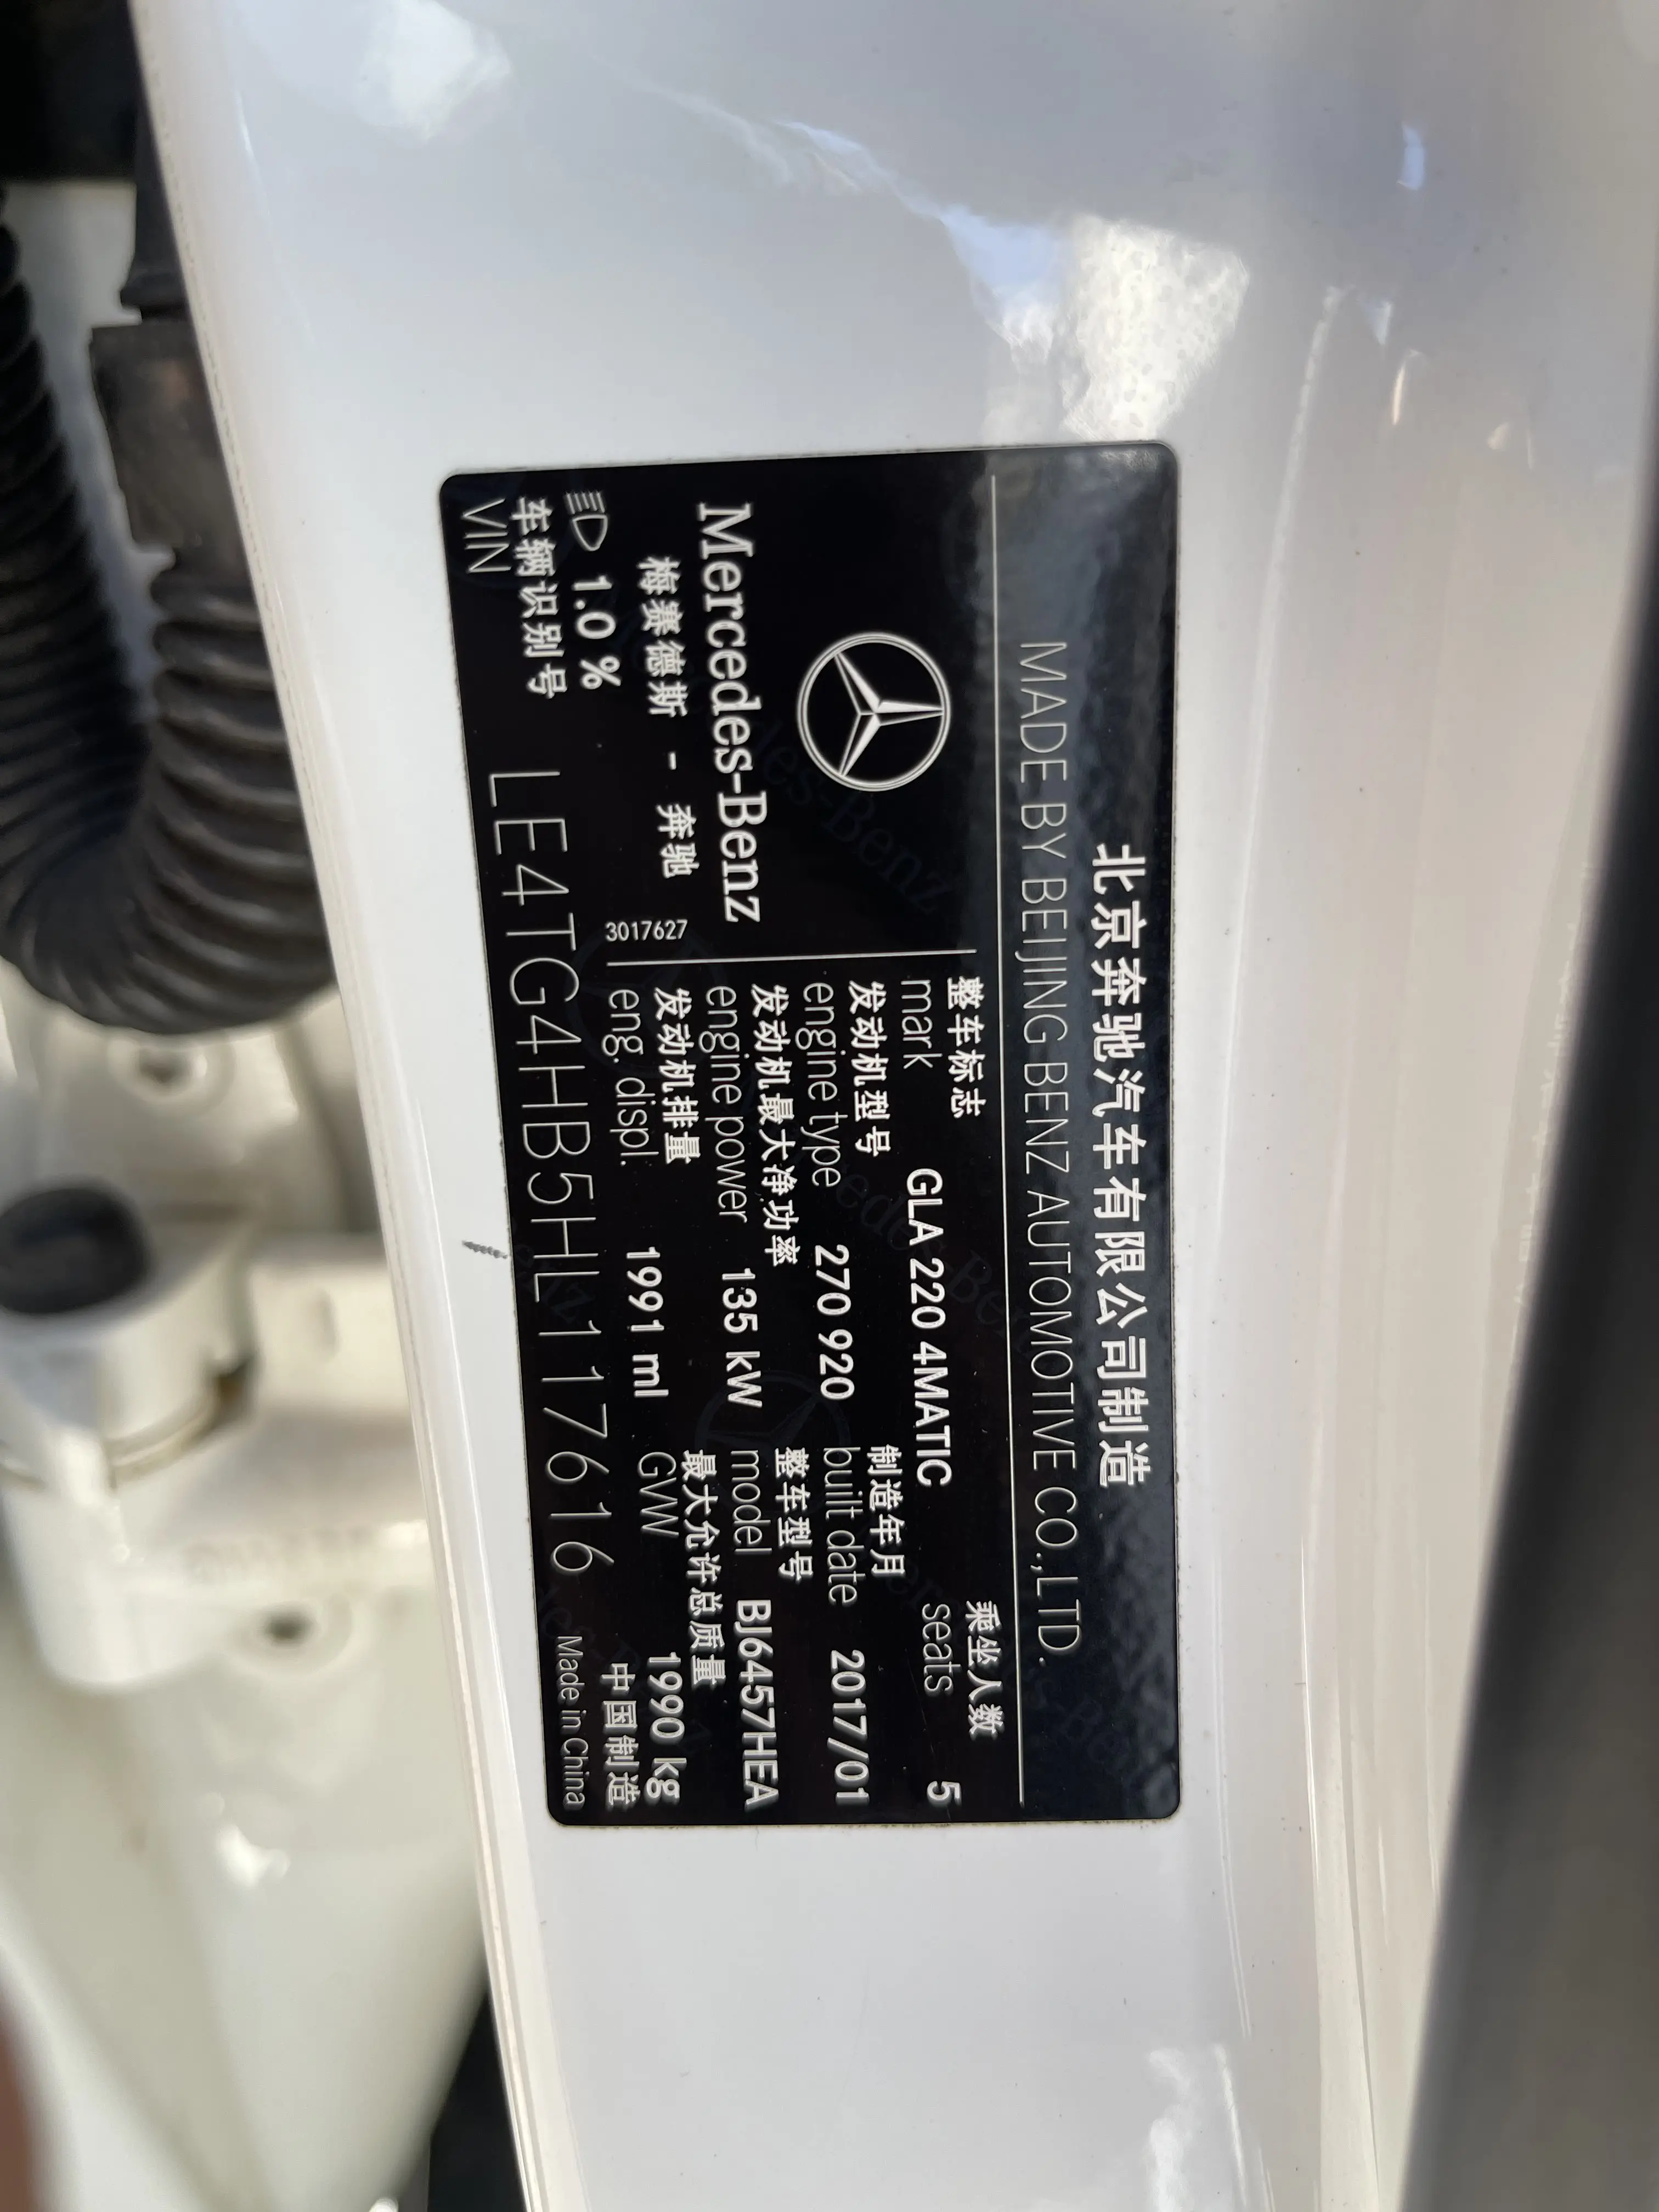 北京奔驰汽车有限公司制造
MADE BY BEIJING BENZ AUTOMOTIVE CO.,LTD.
Mercedes-Benz
梅赛德斯 - 奔驰
3017627
1.0 %
整车标志
mark GLA 220 4MATIC
乘坐人数
seats 5
发动机型号
engine type 270 920
制造年月
built date 2017/01
发动机最大净功率
engine power 135 kW
整车型号
model BJ6457HEA
发动机排量
eng. displ. 1991 ml
最大允许总质量
GVW 1990 kg
车辆识别号
VIN LE4TG4HB5HL117616
中国制造
Made in China